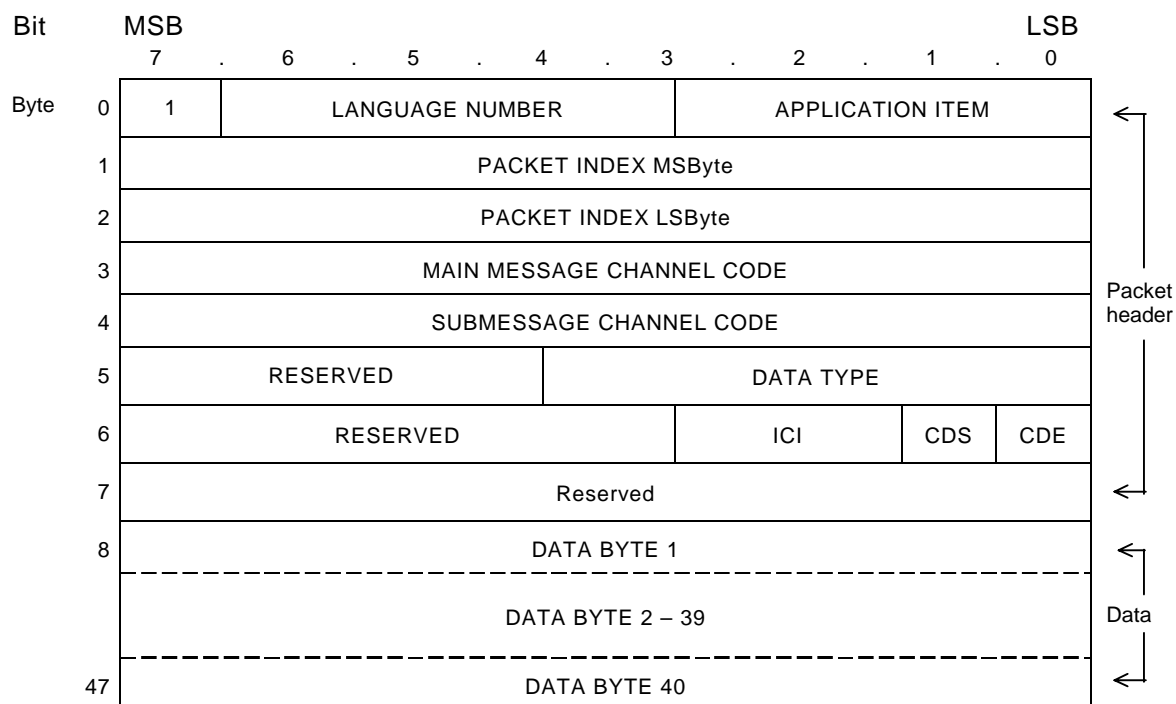 Bit MSB LSB
7 . 6 . 5 . 4 . 3 . 2 . 1 . 0
Byte 0 1 LANGUAGE NUMBER APPLICATION ITEM
1 PACKET INDEX MSByte
2 PACKET INDEX LSByte
3 MAIN MESSAGE CHANNEL CODE
4 SUBMESSAGE CHANNEL CODE
Packet
header
5 RESERVED DATA TYPE
6 RESERVED ICI CDS CDE
7 Reserved
8 DATA BYTE 1
DATA BYTE 2 – 39 Data
47 DATA BYTE 40